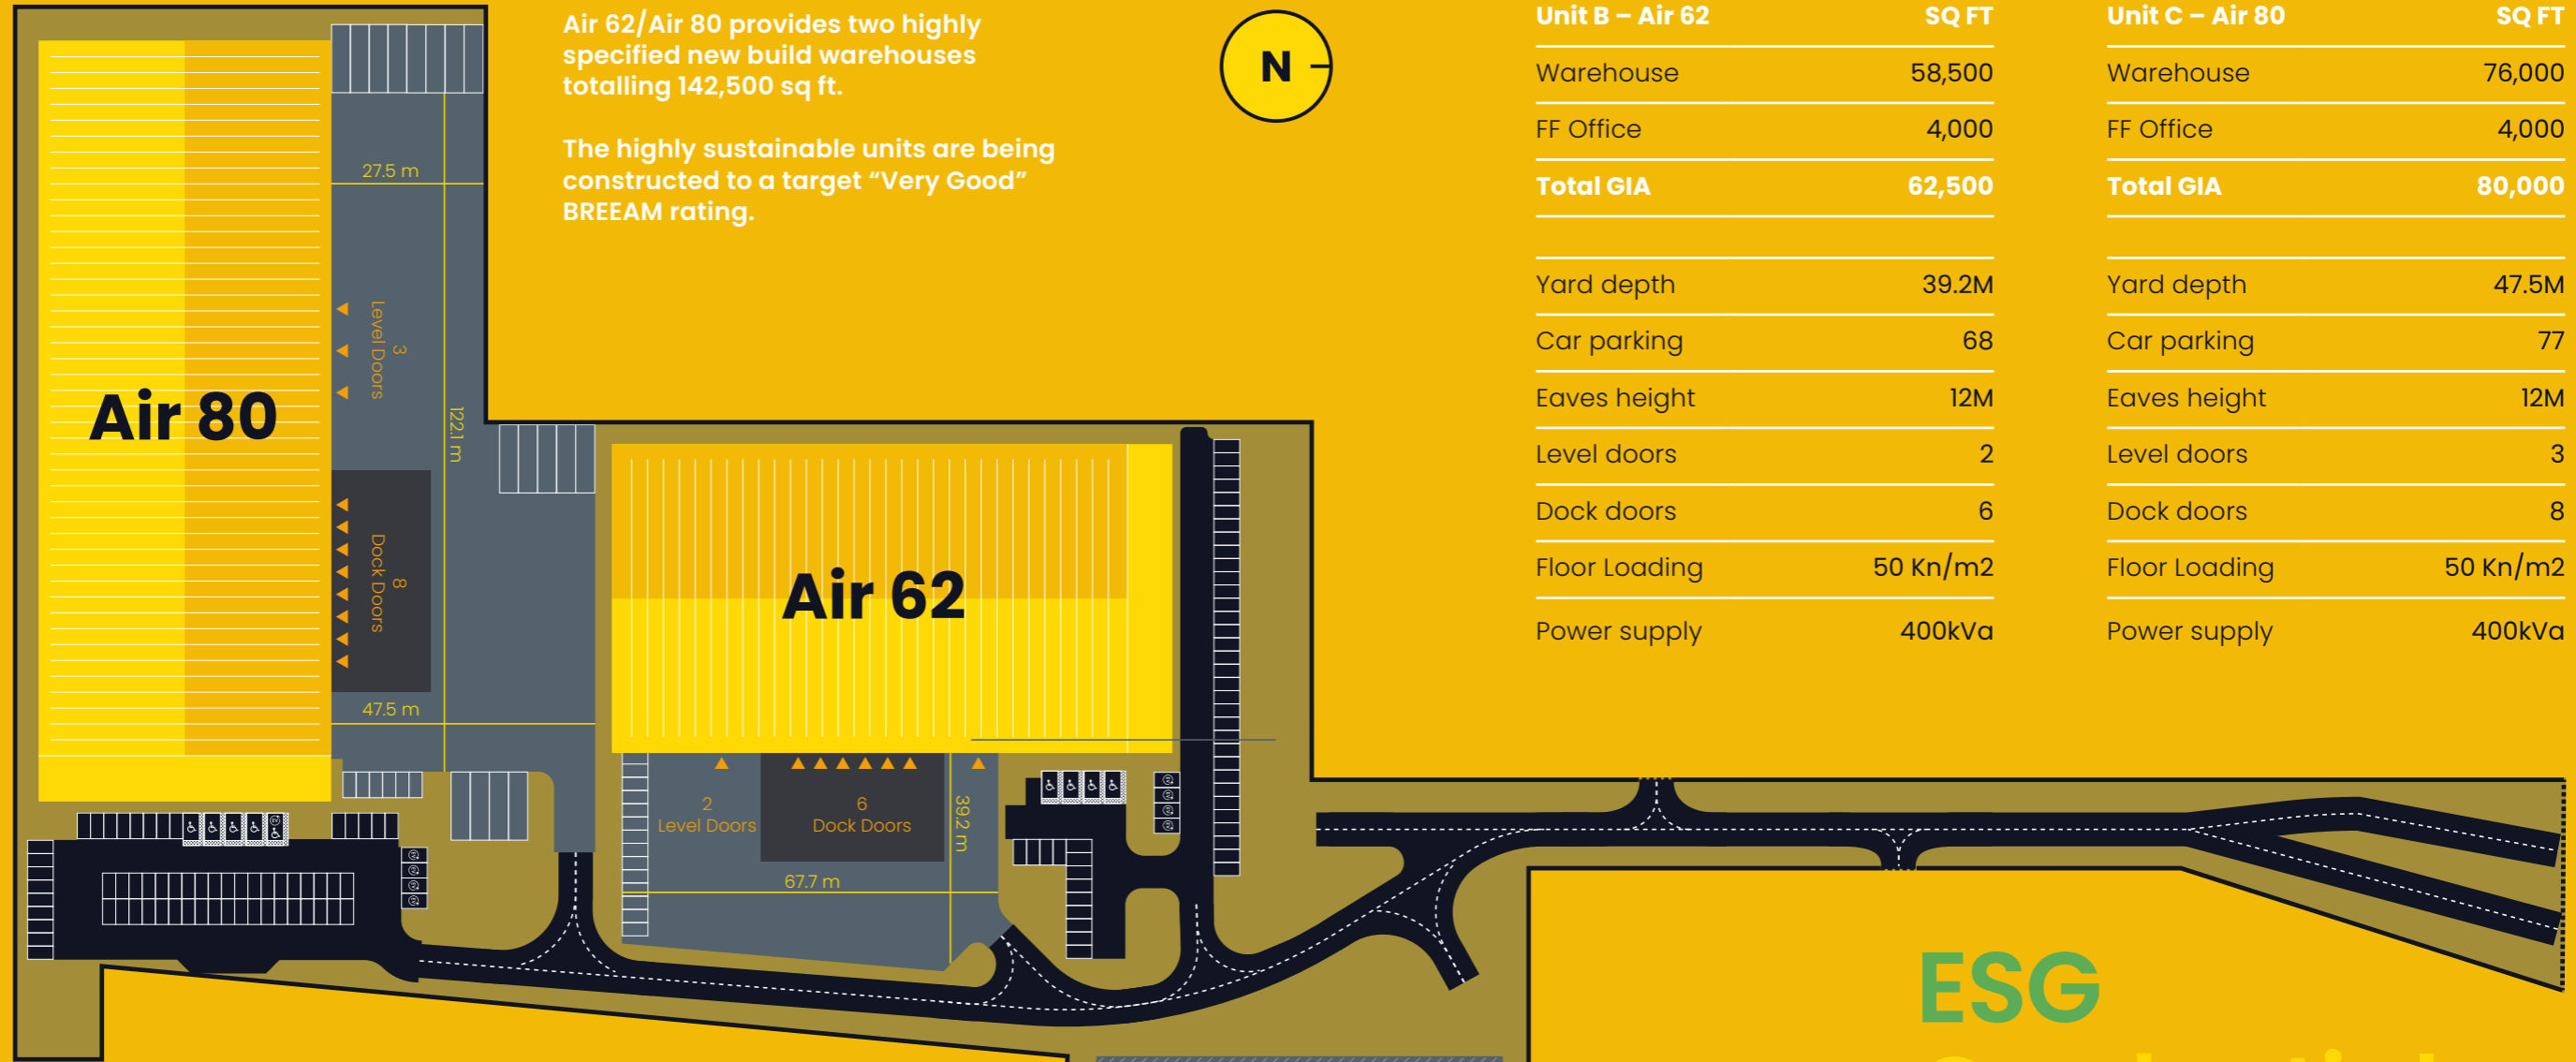 Air 62/Air 80 provides two highly
specified new build warehouses
totalling 142,500 sq ft.
The highly sustainable units are being
constructed to a target “Very Good”
BREEAM rating.
N
Unit B – Air 62 SQ FT
Warehouse 58,500
FF Office 4,000
Total GIA 62,500
Yard depth 39.2M
Car parking 68
Eaves height 12M
Level doors 2
Dock doors 6
Floor Loading 50 Kn/m2
Power supply 400kVa
Unit C – Air 80 SQ FT
Warehouse 76,000
FF Office 4,000
Total GIA 80,000
Yard depth 47.5M
Car parking 77
Eaves height 12M
Level doors 3
Dock doors 8
Floor Loading 50 Kn/m2
Power supply 400kVa
27.5 m
3
Level Doors
122.1 m
Air 80
8
Dock Doors
47.5 m
Air 62
2
Level Doors
6
Dock Doors
39.2 m
67.7 m
ESG